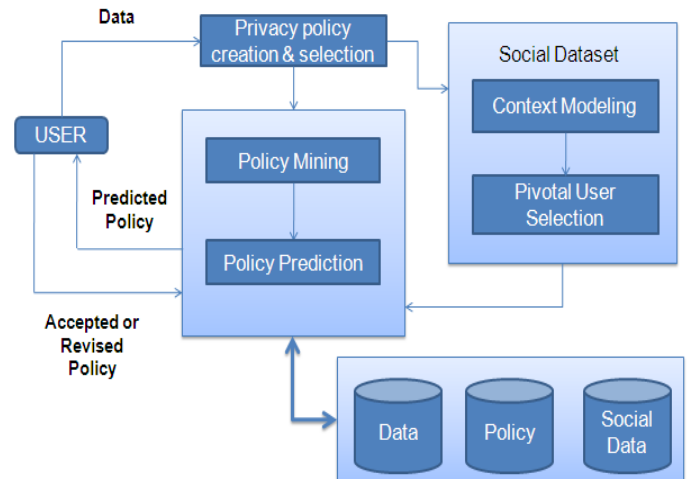 Data
Privacy policy
creation & selection
Social Dataset
Context Modeling
USER
Policy Mining
Pivotal User
Selection
Predicted
Policy
Policy Prediction
Accepted or
Revised
Policy
Data
Policy
Social
Data